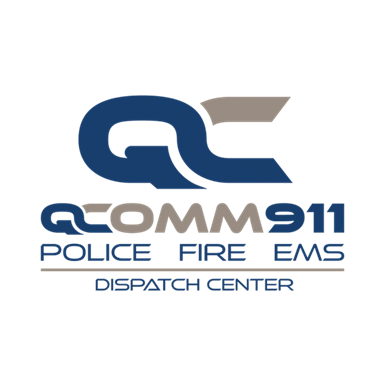 QC
QCOMM911
POLICE FIRE EMS
DISPATCH CENTER